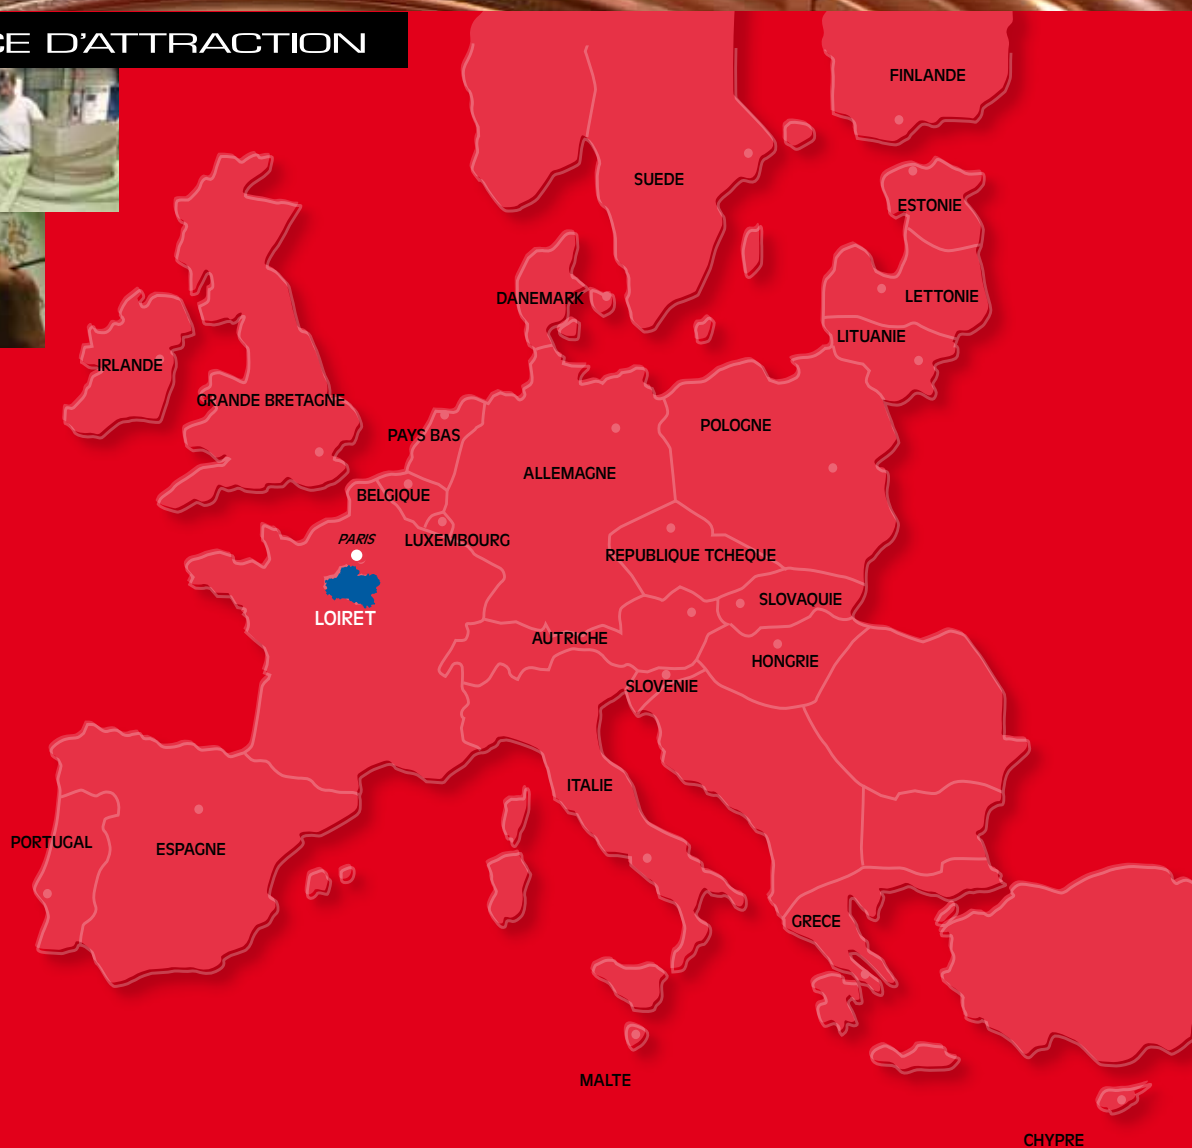 D'ATTRACTION
FINLANDE
SUEDE
ESTONIE
DANEMARK
LETTONIE
LITUANIE
IRLANDE
GRANDE BRETAGNE
POLOGNE
PAYS BAS
ALLEMAGNE
BELGIQUE
PARIS
LUXEMBOURG
REPUBLIQUE TCHEQUE
SLOVAQUIE
LOIRET
AUTRICHE
HONGRIE
SLOVENIE
ITALIE
PORTUGAL
ESPAGNE
GRECE
MALTE
CHYPRE